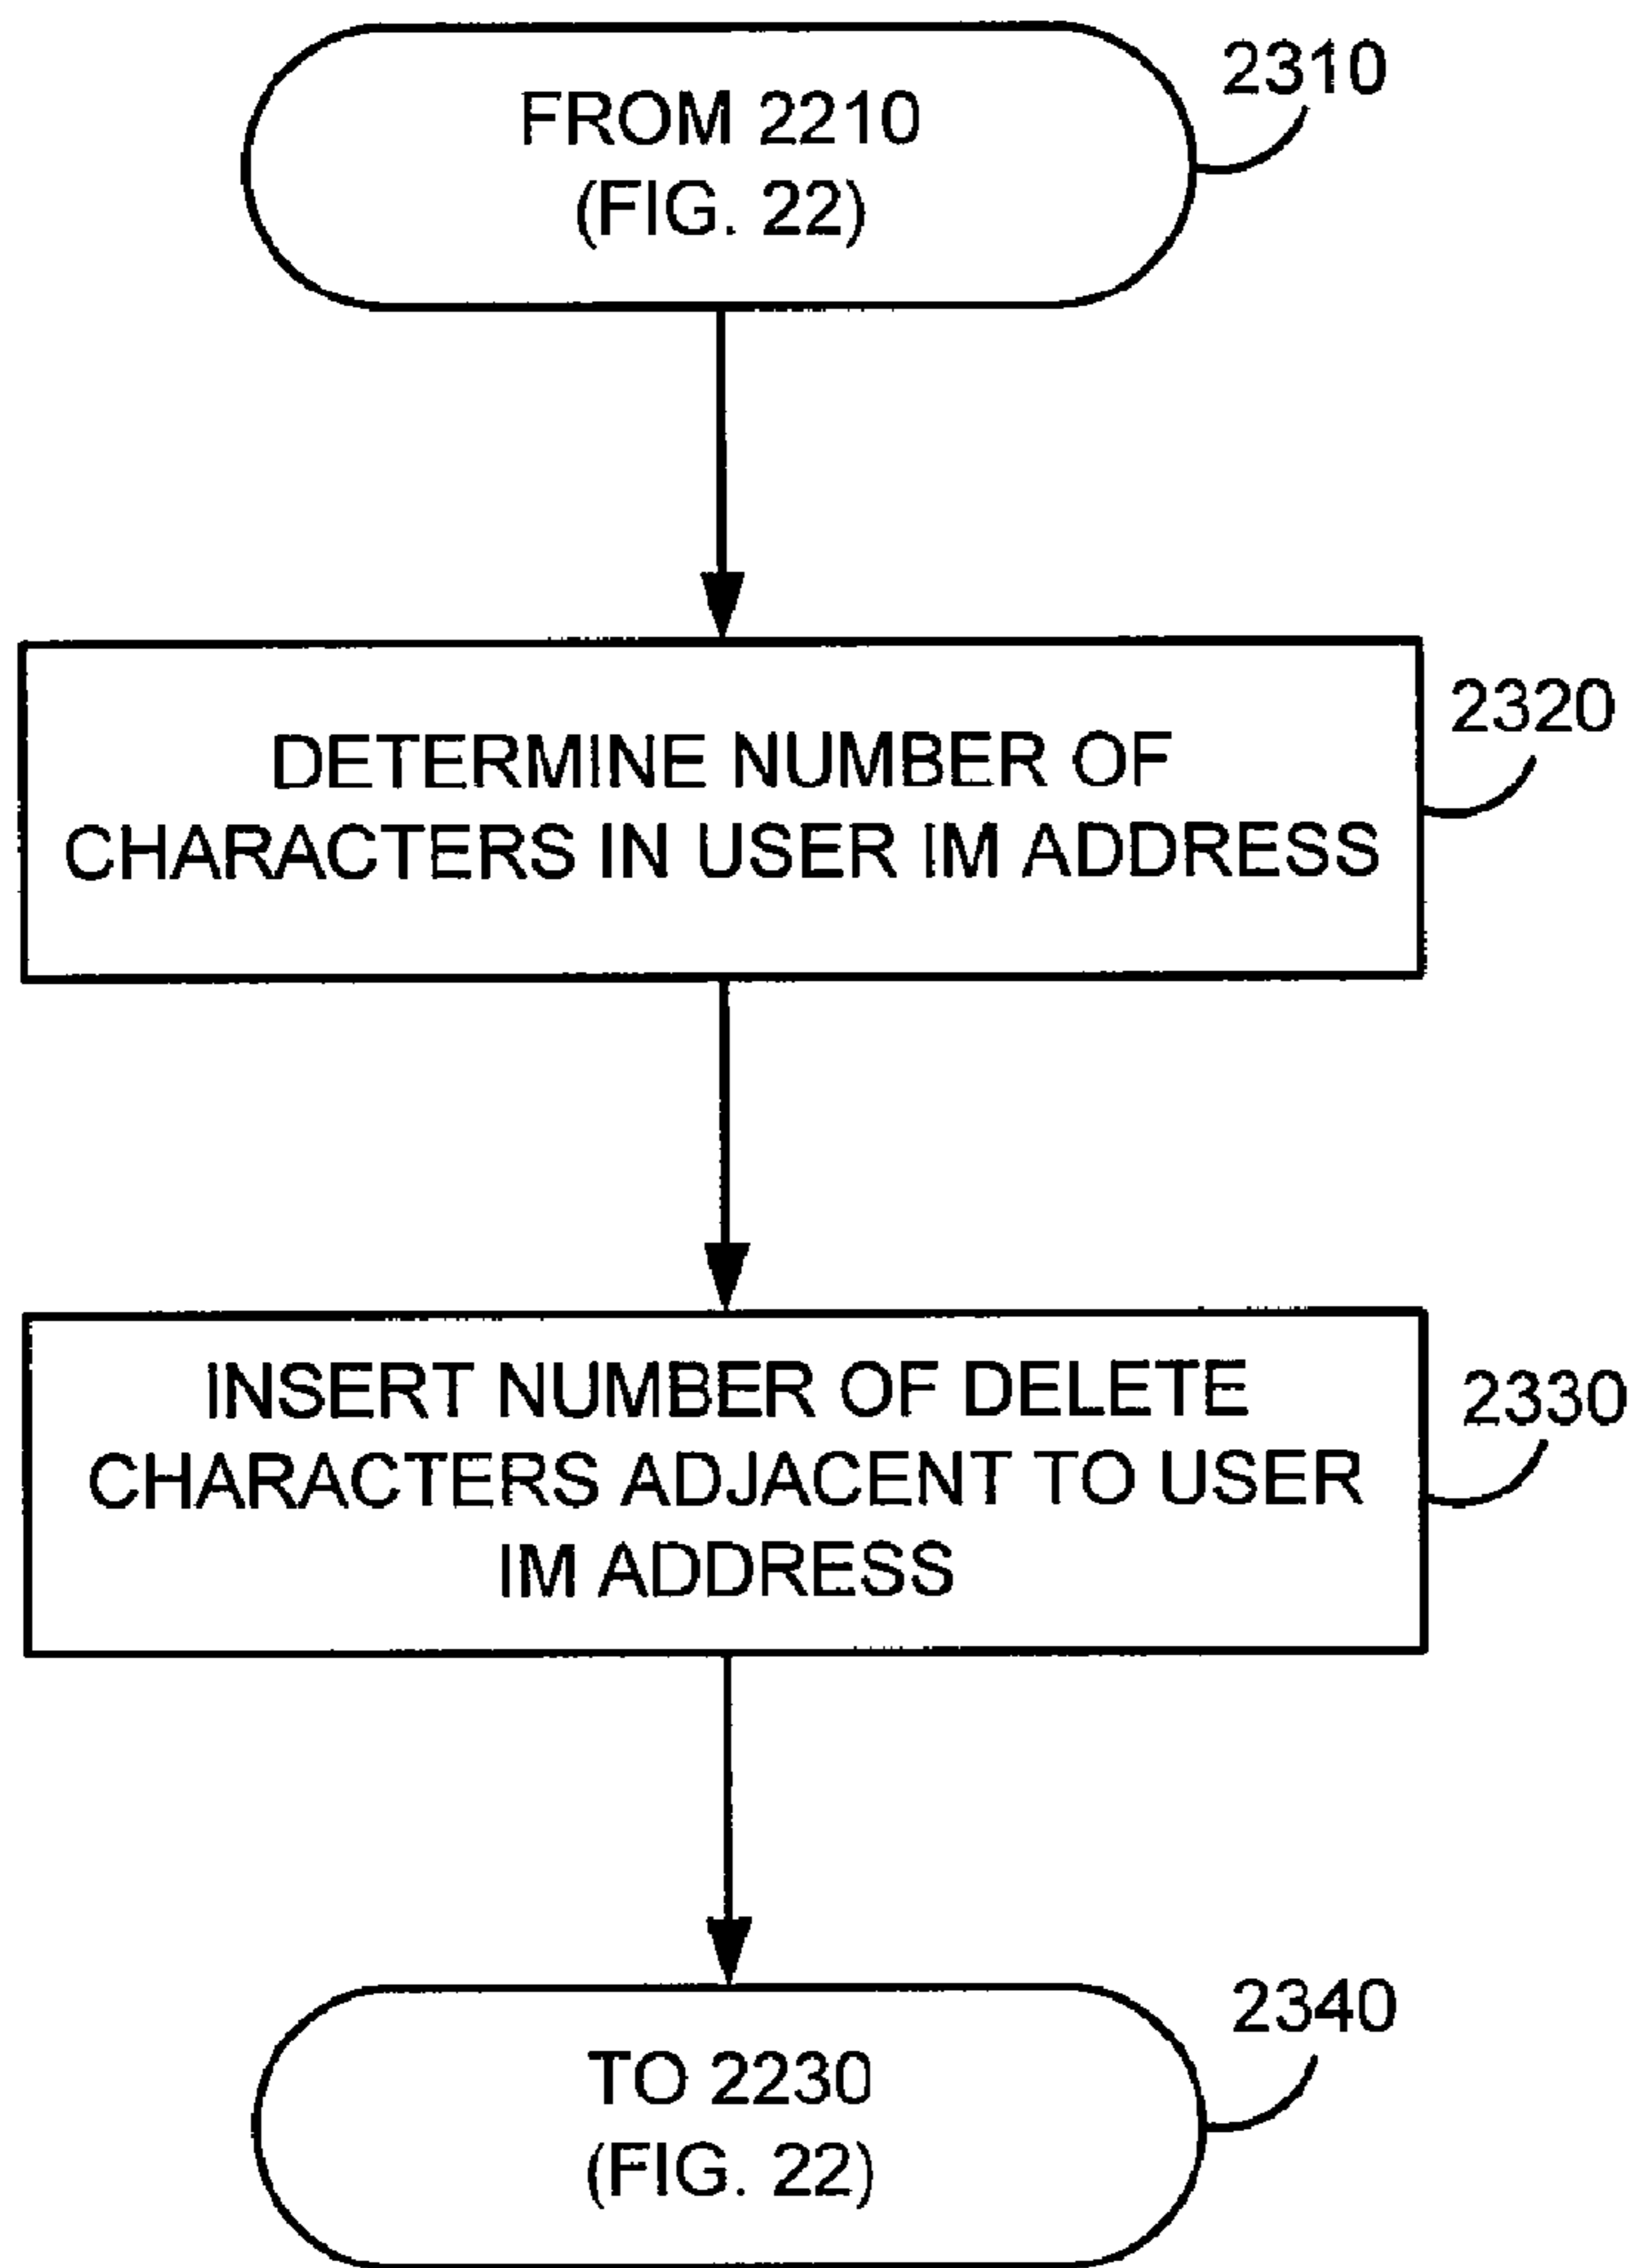 FROM 2210
(FIG. 22)
2310
DETERMINE NUMBER OF
CHARACTERS IN USER IM ADDRESS
2320
INSERT NUMBER OF DELETE
CHARACTERS ADJACENT TO USER
IM ADDRESS
2330
TO 2230
(FIG. 22)
2340